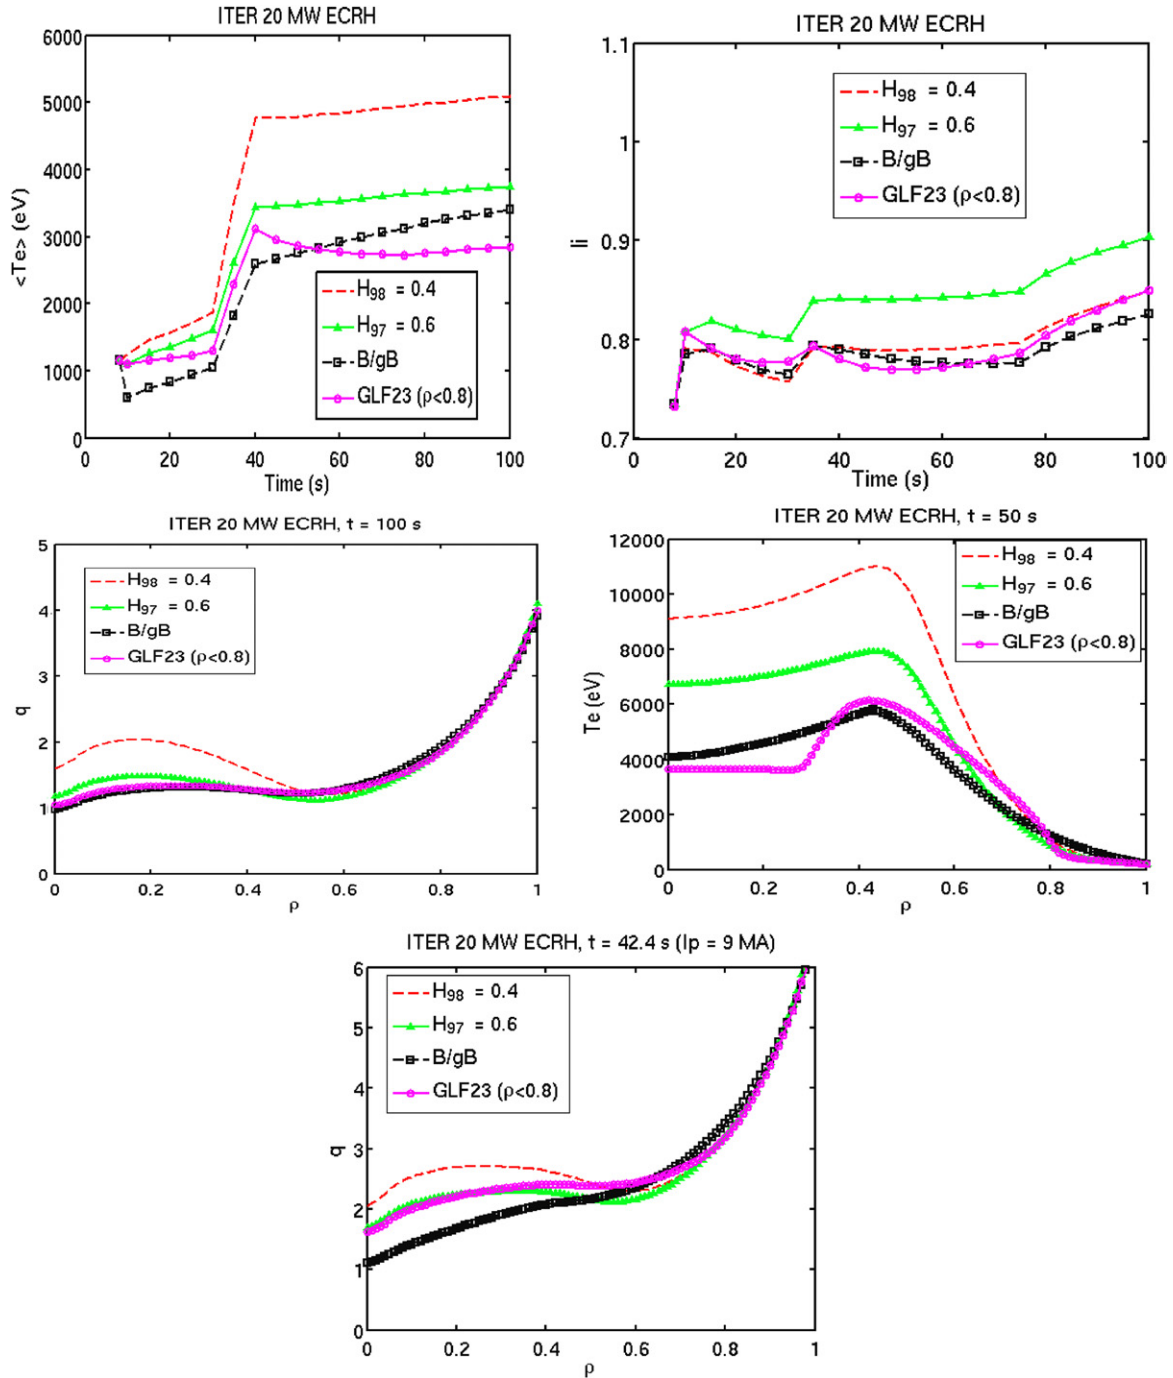 ITER 20 MW ECRH
6000
5000
4000
3000
2000
1000
0
<Te> (eV)
H98 = 0.4
H97 = 0.6
B/gB
GLF23 (ρ<0.8)
0 20 40 60 80 100
Time (s)
ITER 20 MW ECRH
1.1
1
0.9
0.8
0.7
li
H98 = 0.4
H97 = 0.6
B/gB
GLF23 (ρ<0.8)
0 20 40 60 80 100
Time (s)
ITER 20 MW ECRH, t = 100 s
5
4
3
2
1
0
q
H98 = 0.4
H97 = 0.6
B/gB
GLF23 (ρ<0.8)
0 0.2 0.4 0.6 0.8 1
ρ
ITER 20 MW ECRH, t = 50 s
12000
10000
8000
6000
4000
2000
0
Te (eV)
H98 = 0.4
H97 = 0.6
B/gB
GLF23 (ρ<0.8)
0 0.2 0.4 0.6 0.8 1
ρ
ITER 20 MW ECRH, t = 42.4 s (Ip = 9 MA)
6
5
4
3
2
1
0
q
H98 = 0.4
H97 = 0.6
B/gB
GLF23 (ρ<0.8)
0 0.2 0.4 0.6 0.8 1
ρ